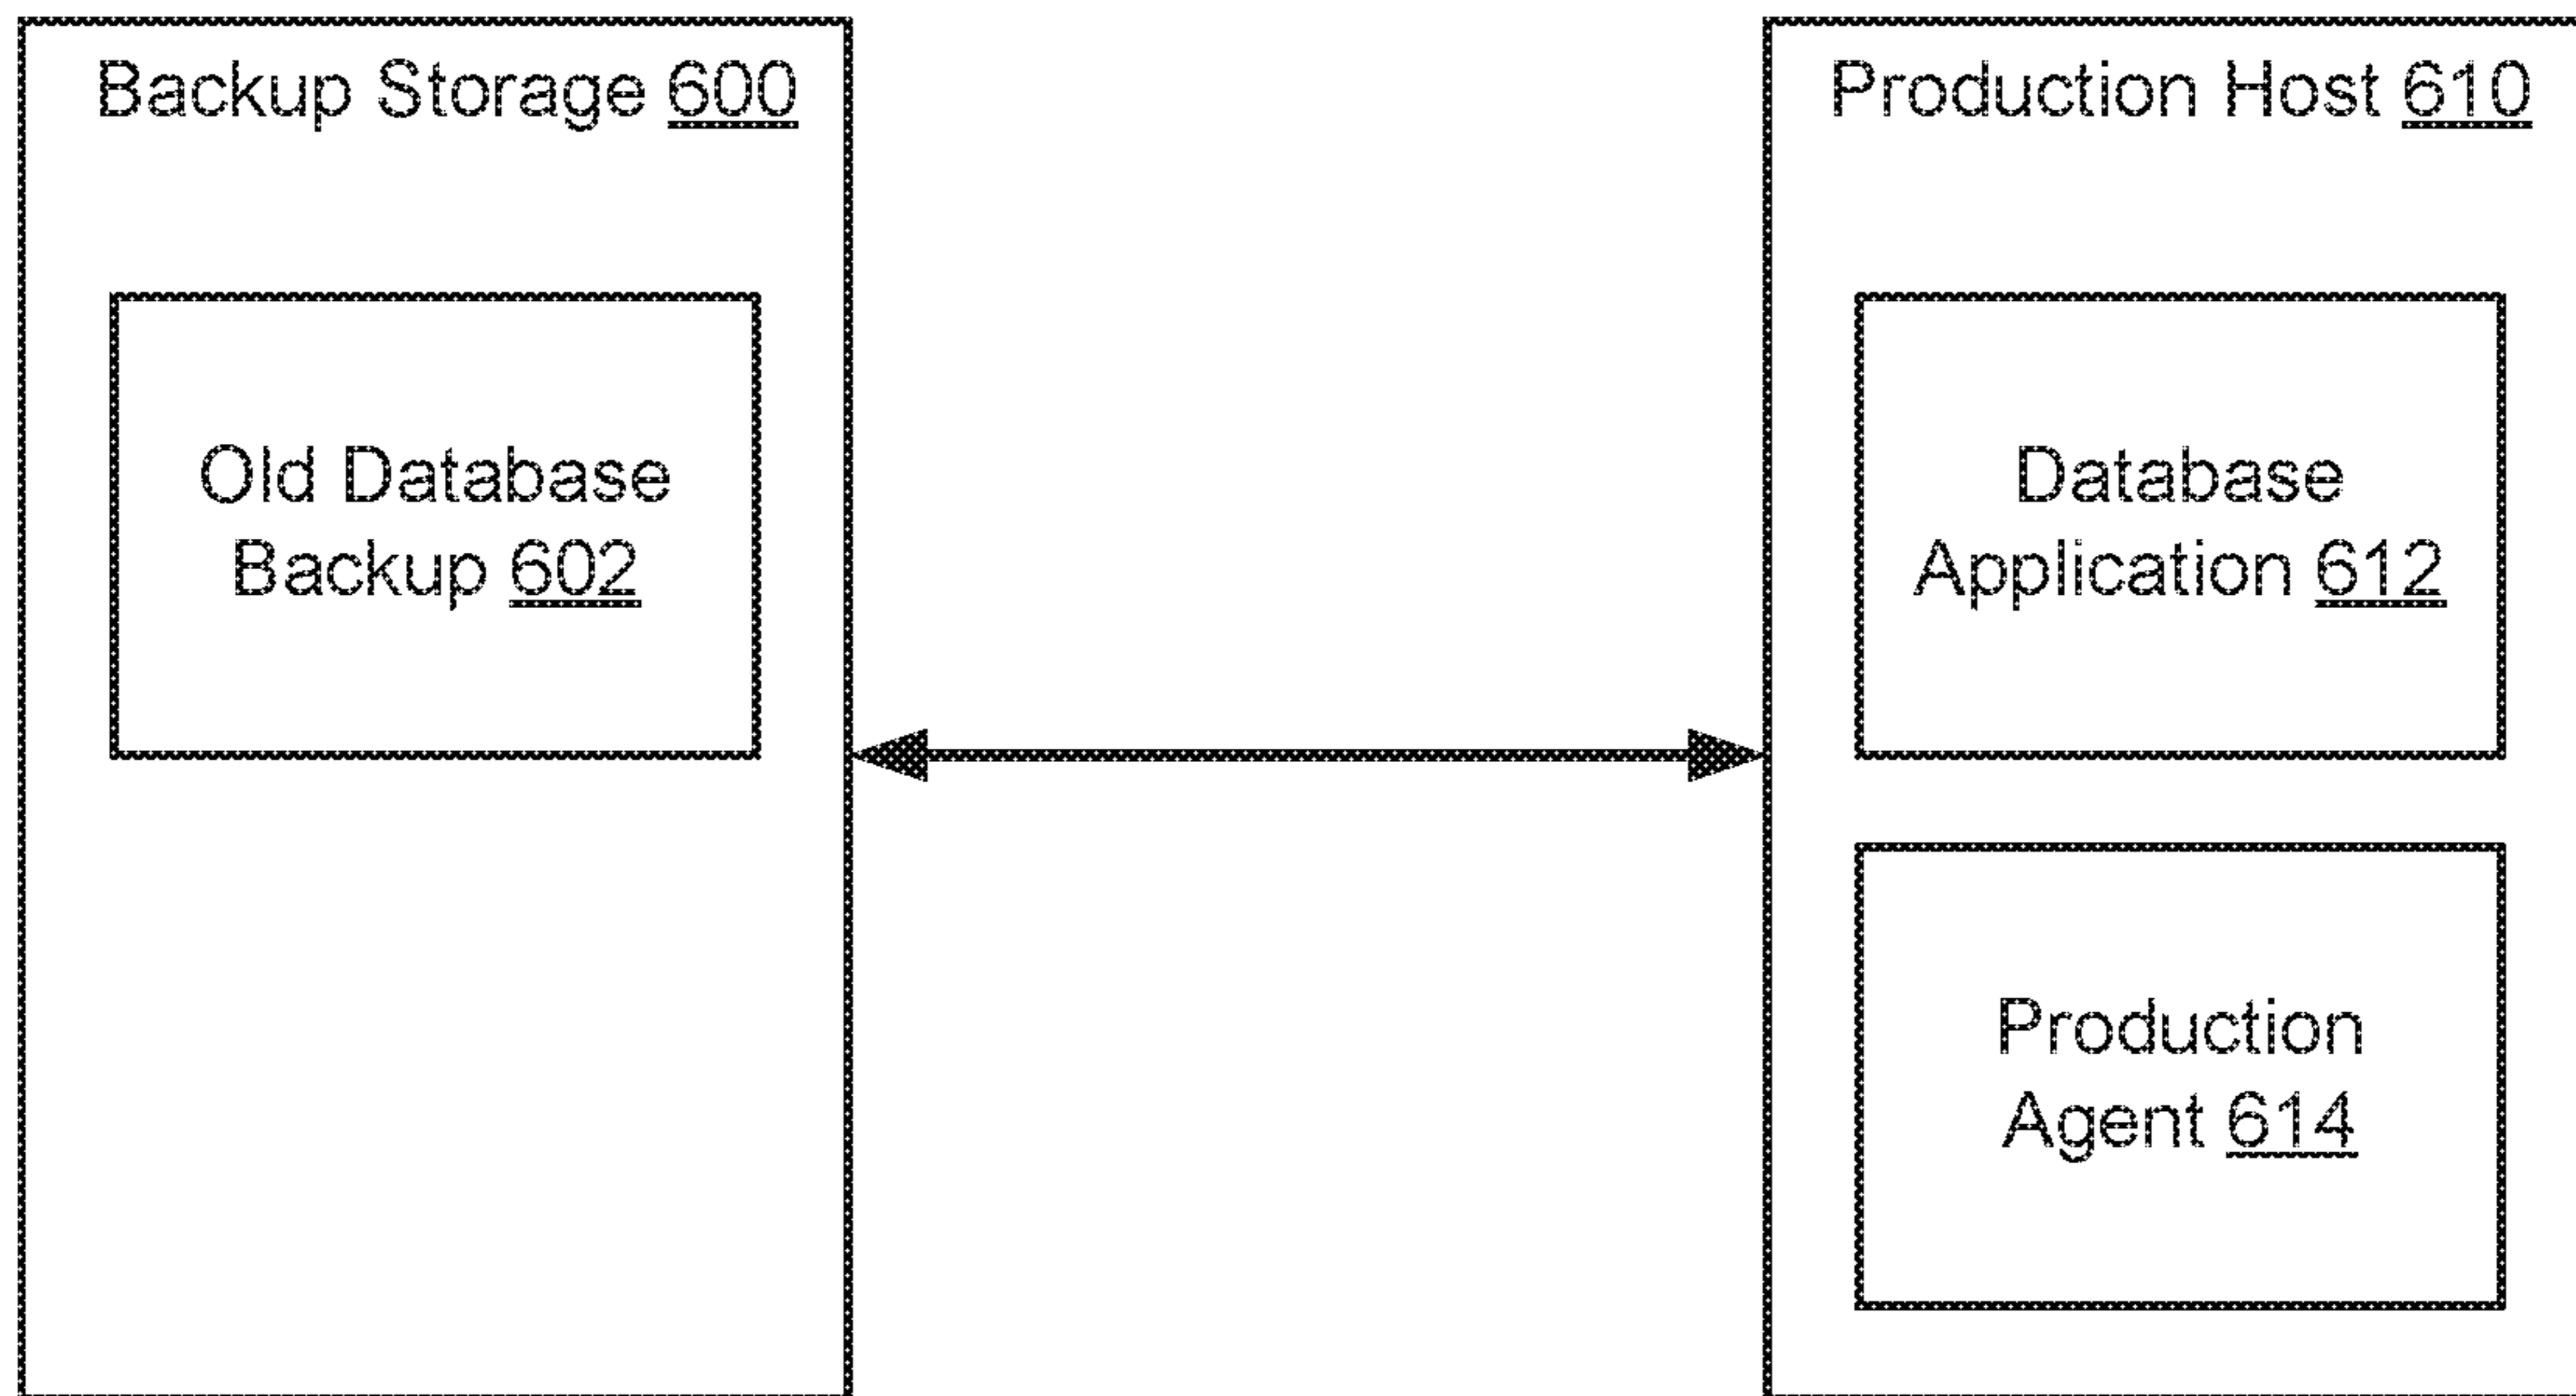 Backup Storage 600
Old Database
Backup 602
Production Host 610
Database
Application 612
Production
Agent 614